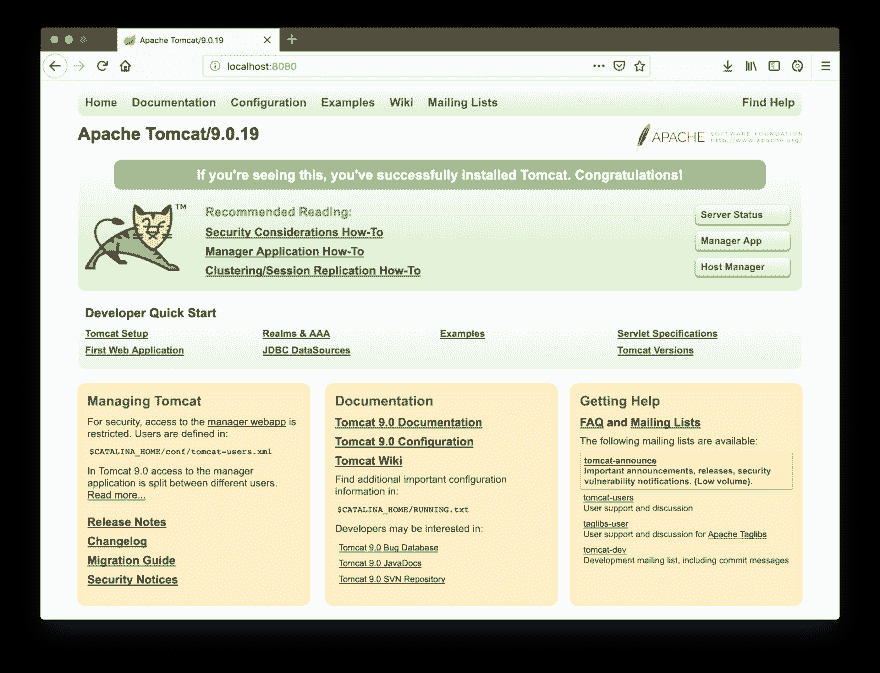 Apache Tomcat/9.0.19
localhost:8080
Home Documentation Configuration Examples Wiki Mailing Lists Find Help
Apache Tomcat/9.0.19
APACHE SOFTWARE FOUNDATION
http://www.apache.org/
If you're seeing this, you've successfully installed Tomcat. Congratulations!
TM
Recommended Reading:
Security Considerations How-To
Manager Application How-To
Clustering/Session Replication How-To
Server Status
Manager App
Host Manager
Developer Quick Start
Tomcat Setup
First Web Application
Realms & AAA
JDBC DataSources
Examples
Servlet Specifications
Tomcat Versions
Managing Tomcat
For security, access to the manager webapp is
restricted. Users are defined in:
$CATALINA_HOME/conf/tomcat-users.xml
In Tomcat 9.0 access to the manager
application is split between different users.
Read more...
Release Notes
Changelog
Migration Guide
Security Notices
Documentation
Tomcat 9.0 Documentation
Tomcat 9.0 Configuration
Tomcat Wiki
Find additional important configuration
information in:
$CATALINA_HOME/RUNNING.txt
Developers may be interested in:
Tomcat 9.0 Bug Database
Tomcat 9.0 JavaDocs
Tomcat 9.0 SVN Repository
Getting Help
FAQ and Mailing Lists
The following mailing lists are available:
tomcat-announce
Important announcements, releases, security
vulnerability notifications. (Low volume).
tomcat-users
User support and discussion
taglibs-user
User support and discussion for Apache Taglibs
tomcat-dev
Development mailing list, including commit messages